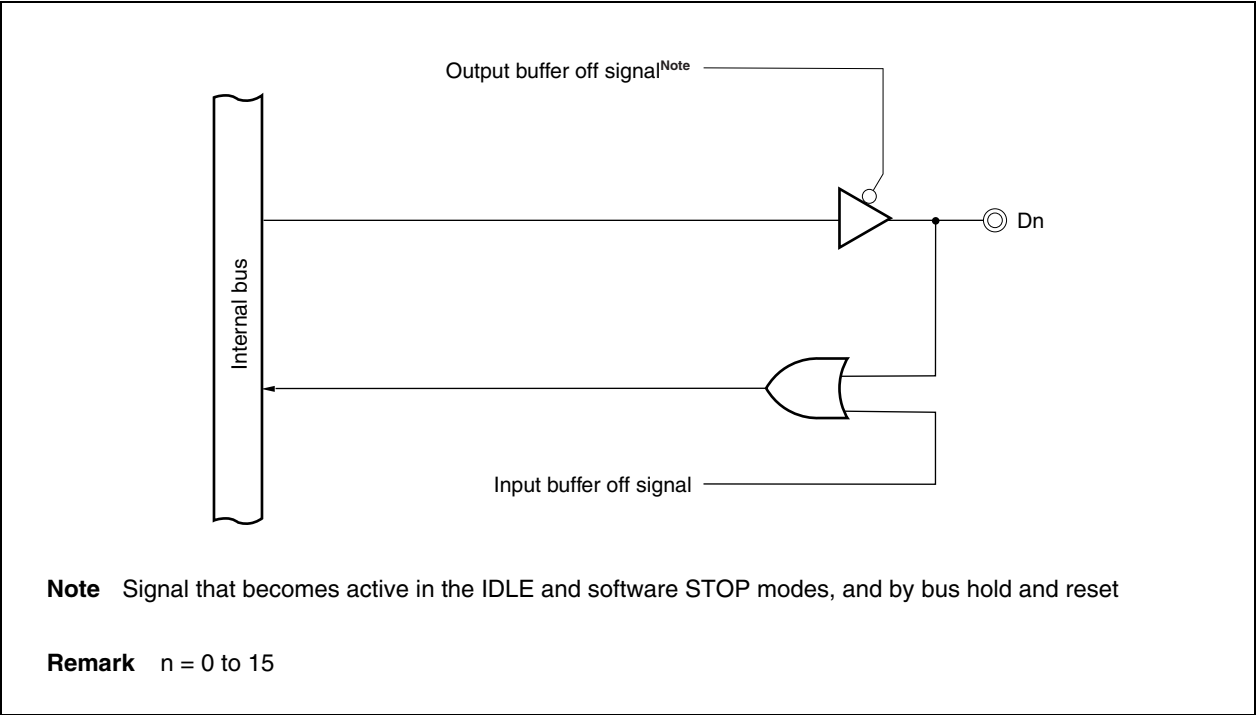 Output buffer off signalNote
Dn
Internal bus
Input buffer off signal
Note Signal that becomes active in the IDLE and software STOP modes, and by bus hold and reset
Remark n = 0 to 15